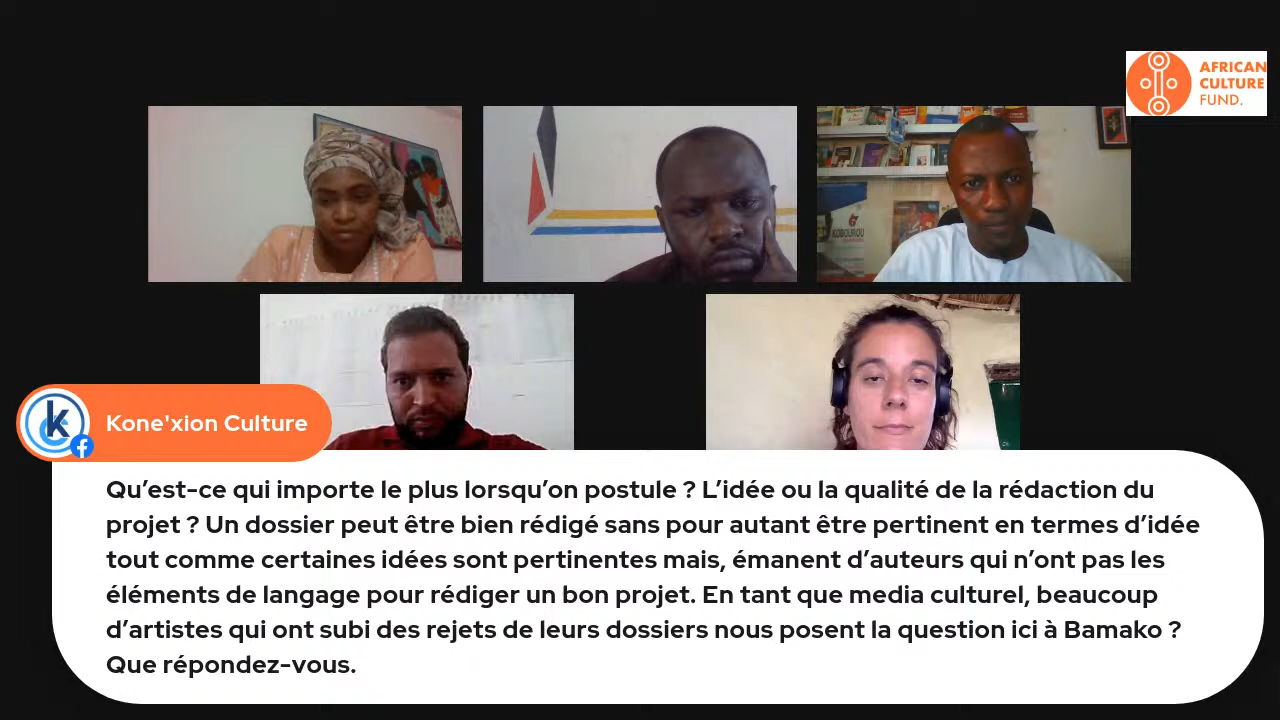 AFRICAN
CULTURE
FUND.
KOBOUROU
Kone'xion Culture
Qu’est-ce qui importe le plus lorsqu’on postule ? L’idée ou la qualité de la rédaction du
projet ? Un dossier peut être bien rédigé sans pour autant être pertinent en termes d’idée
tout comme certaines idées sont pertinentes mais, émanent d’auteurs qui n’ont pas les
éléments de langage pour rédiger un bon projet. En tant que media culturel, beaucoup
d’artistes qui ont subi des rejets de leurs dossiers nous posent la question ici à Bamako ?
Que répondez-vous.